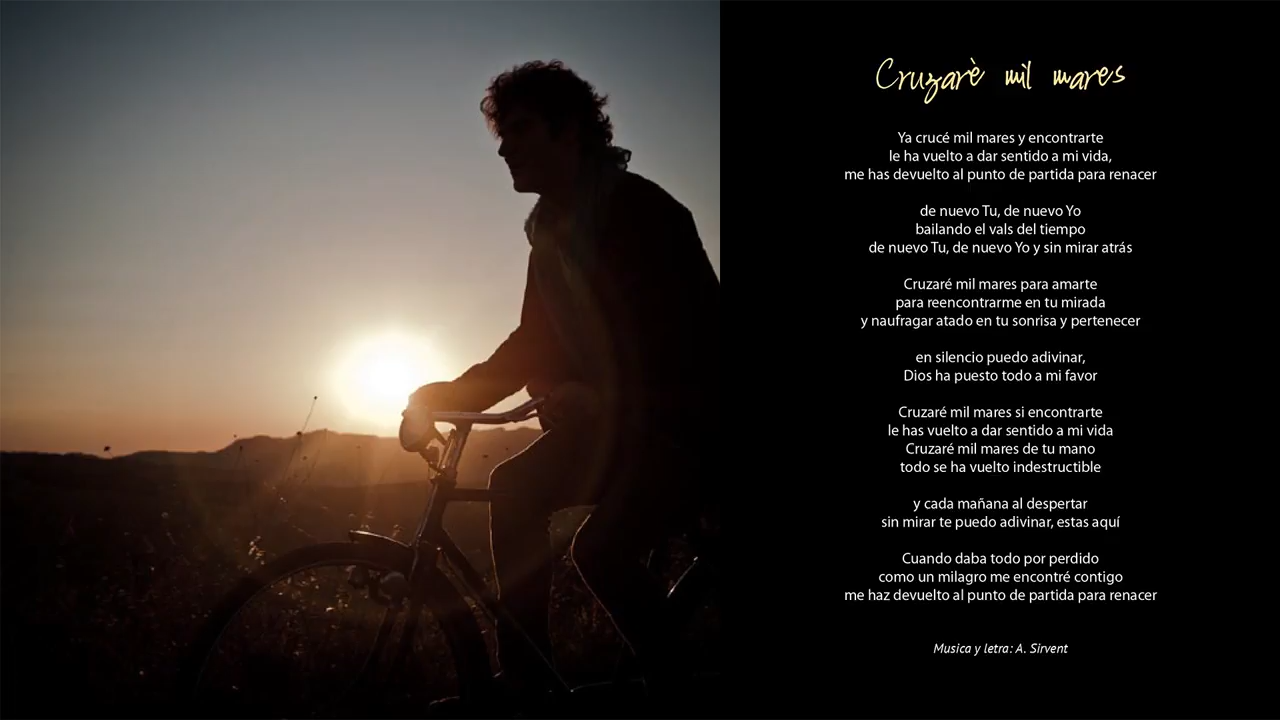 Cruzarè mil mares
Ya crucé mil mares y encontrarte
le ha vuelto a dar sentido a mi vida,
me has devuelto al punto de partida para renacer
de nuevo Tu, de nuevo Yo
bailando el vals del tiempo
de nuevo Tu, de nuevo Yo y sin mirar atrás
Cruzaré mil mares para amarte
para reencontrarme en tu mirada
y naufragar atado en tu sonrisa y pertenecer
en silencio puedo adivinar,
Dios ha puesto todo a mi favor
Cruzaré mil mares si encontrarte
le has vuelto a dar sentido a mi vida
Cruzaré mil mares de tu mano
todo se ha vuelto indestructible
y cada mañana al despertar
sin mirar te puedo adivinar, estas aquí
Cuando daba todo por perdido
como un milagro me encontré contigo
me haz devuelto al punto de partida para renacer
Musica y letra: A. Sirvent